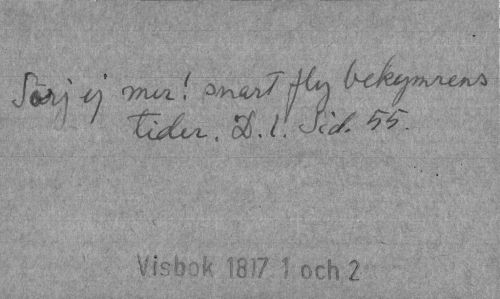 Sörj ej mer! snart fly bekymrens
tider. D. 1. Sid. 55.
Visbok 1817 1 och 2